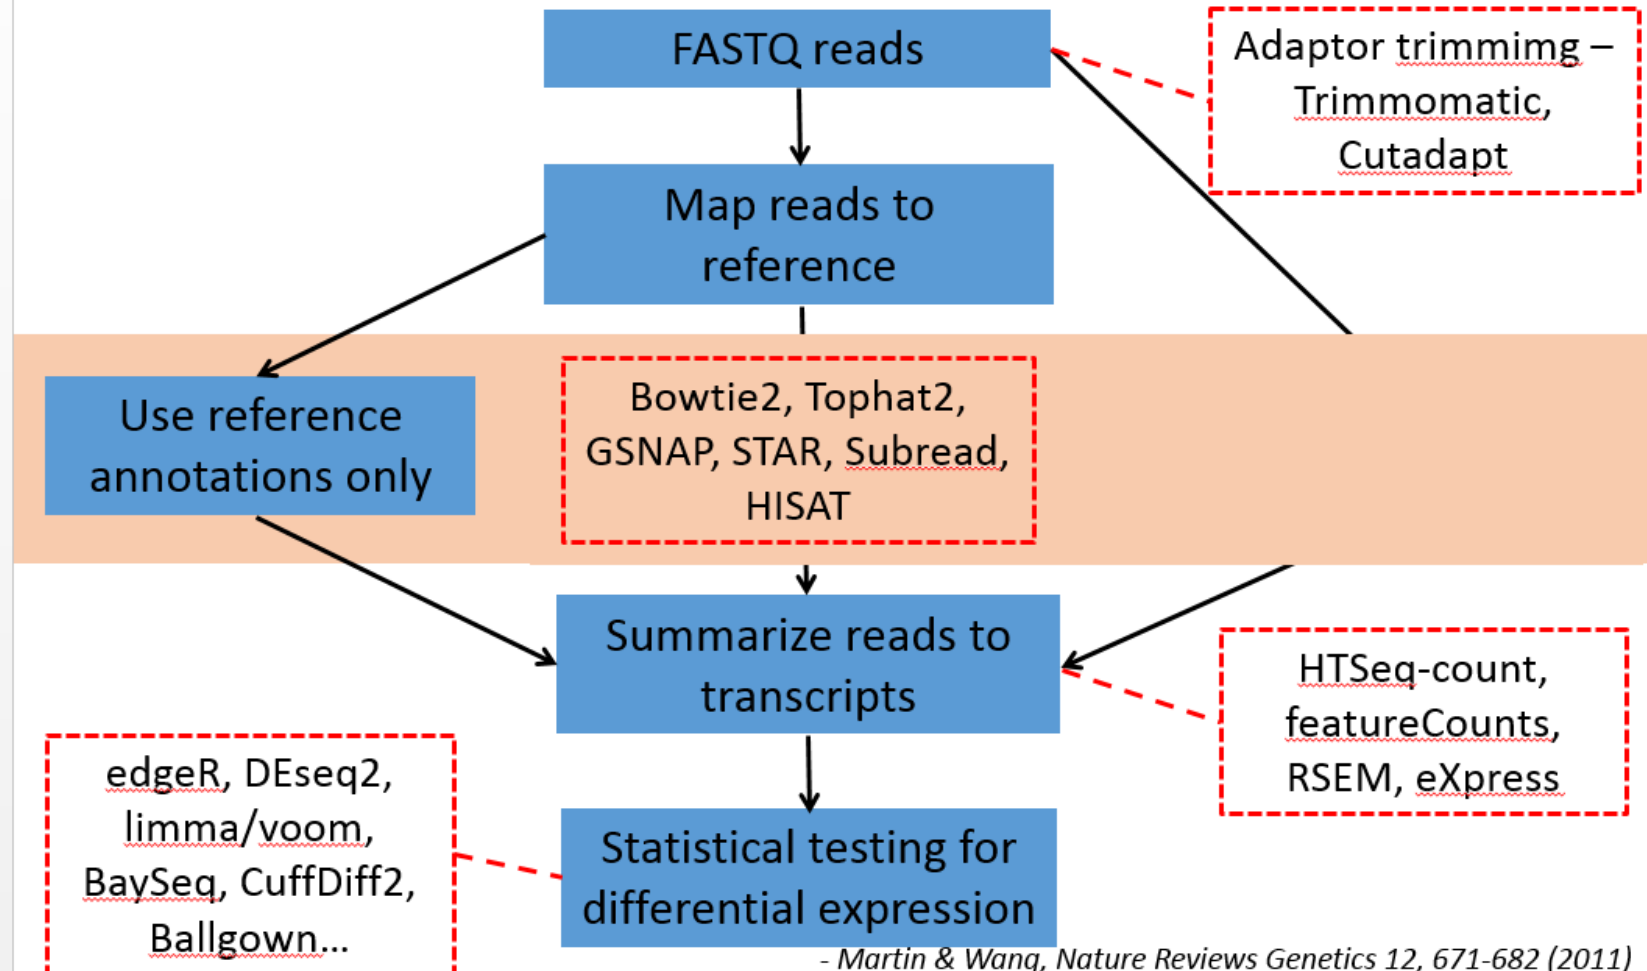 FASTQ reads
Adaptor trimmimg –
Trimmomatic,
Cutadapt
Map reads to
reference
Use reference
annotations only
Bowtie2, Tophat2,
GSNAP, STAR, Subread,
HISAT
Summarize reads to
transcripts
HTSeq-count,
featureCounts,
RSEM, eXpress
edgeR, DEseq2,
limma/voom,
BaySeq, CuffDiff2,
Ballgown...
Statistical testing for
differential expression
- Martin & Wang, Nature Reviews Genetics 12, 671-682 (2011)